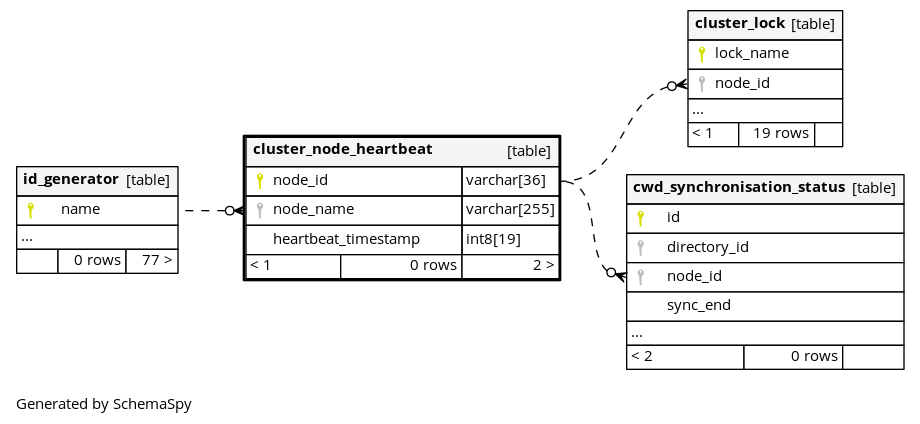 cluster_lock [table]
lock_name
node_id
...
< 1 19 rows
cluster_node_heartbeat [table]
node_id varchar[36]
node_name varchar[255]
heartbeat_timestamp int8[19]
< 1 0 rows 2 >
id_generator [table]
name
...
0 rows 77 >
cwd_synchronisation_status [table]
id
directory_id
node_id
sync_end
...
< 2 0 rows
Generated by SchemaSpy